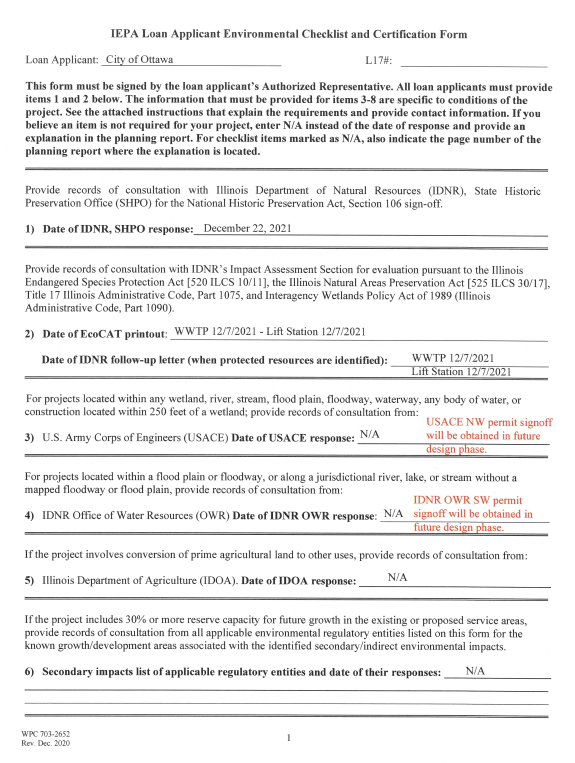 IEPA Loan Applicant Environmental Checklist and Certification Form
Loan Applicant: City of Ottawa L17#:
This form must be signed by the loan applicant's Authorized Representative. All loan applicants must provide
items 1 and 2 below. The information that must be provided for items 3-8 are specific to conditions of the
project. See the attached instructions that explain the requirements and provide contact information. If you
believe an item is not required for your project, enter N/A instead of the date of response and provide an
explanation in the planning report. For checklist items marked as N/A, also indicate the page number of the
planning report where the explanation is located.
Provide records of consultation with Illinois Department of Natural Resources (IDNR), State Historic
Preservation Office (SHPO) for the National Historic Preservation Act, Section 106 sign-off.
1) Date of IDNR, SHPO response: December 22, 2021
Provide records of consultation with IDNR's Impact Assessment Section for evaluation pursuant to the Illinois
Endangered Species Protection Act [520 ILCS 10/11], the Illinois Natural Areas Preservation Act [525 ILCS 30/17],
Title 17 Illinois Administrative Code, Part 1075, and Interagency Wetlands Policy Act of 1989 (Illinois
Administrative Code, Part 1090).
2) Date of EcoCAT printout: WWTP 12/7/2021 - Lift Station 12/7/2021
Date of IDNR follow-up letter (when protected resources are identified): WWTP 12/7/2021
Lift Station 12/7/2021
For projects located within any wetland, river, stream, flood plain, floodway, waterway, any body of water, or
construction located within 250 feet of a wetland; provide records of consultation from:
USACE NW permit signoff
3) U.S. Army Corps of Engineers (USACE) Date of USACE response: N/A will be obtained in future
design phase.
For projects located within a flood plain or floodway, or along a jurisdictional river, lake, or stream without a
mapped floodway or flood plain, provide records of consultation from:
IDNR OWR SW permit
4) IDNR Office of Water Resources (OWR) Date of IDNR OWR response: N/A signoff will be obtained in
future design phase.
If the project involves conversion of prime agricultural land to other uses, provide records of consultation from:
5) Illinois Department of Agriculture (IDOA). Date of IDOA response: N/A
If the project includes 30% or more reserve capacity for future growth in the existing or proposed service areas,
provide records of consultation from all applicable environmental regulatory entities listed on this form for the
known growth/development areas associated with the identified secondary/indirect environmental impacts.
6) Secondary impacts list of applicable regulatory entities and date of their responses: N/A
WPC 703-2652
Rev. Dec. 2020
1